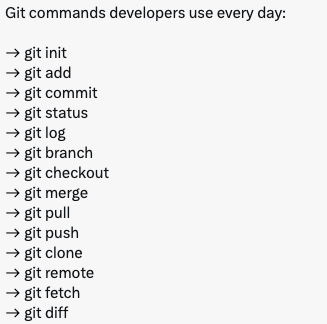 Git commands developers use every day:
→ git init
→ git add
→ git commit
→ git status
→ git log
→ git branch
→ git checkout
→ git merge
→ git pull
→ git push
→ git clone
→ git remote
→ git fetch
→ git diff